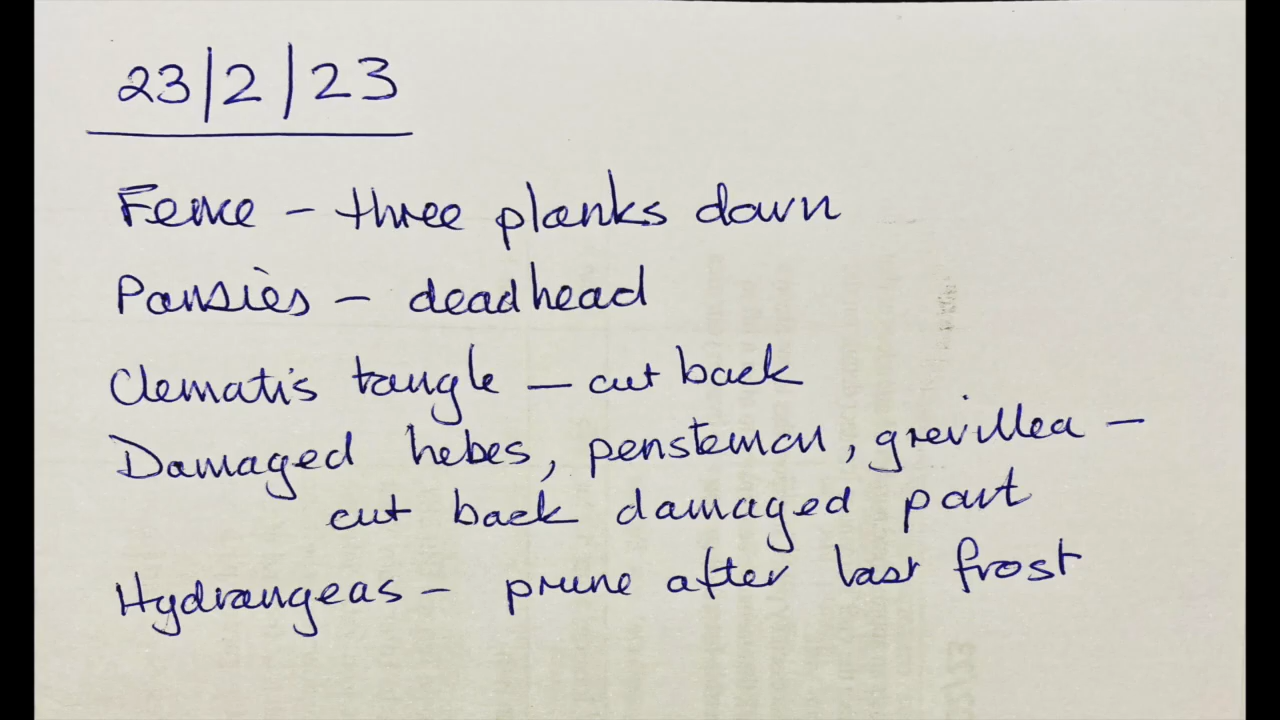 23/2/23
Fence - three planks down
Pansies - deadhead
Clematis tangle - cut back
Damaged hebes, penstemon, grevillea -
cut back damaged part
Hydrangeas - prune after last frost